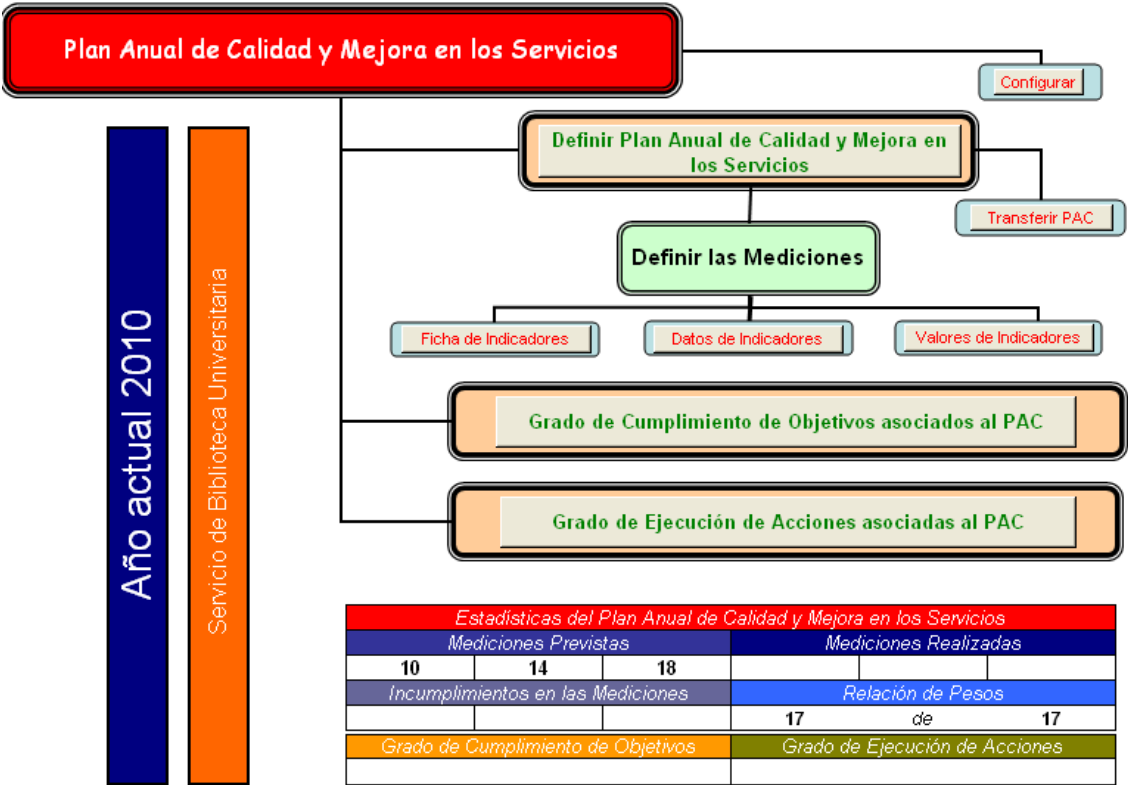 Plan Anual de Calidad y Mejora en los Servicios
Configurar
Definir Plan Anual de Calidad y Mejora en
los Servicios
Transferir PAC
Definir las Mediciones
Ficha de Indicadores
Datos de Indicadores
Valores de Indicadores
Grado de Cumplimiento de Objetivos asociados al PAC
Grado de Ejecución de Acciones asociadas al PAC
Año actual 2010
Servicio de Biblioteca Universitaria
Estadísticas del Plan Anual de Calidad y Mejora en los Servicios
Mediciones Previstas Mediciones Realizadas
10 14 18
Incumplimientos en las Mediciones Relación de Pesos
17 de 17
Grado de Cumplimiento de Objetivos Grado de Ejecución de Acciones